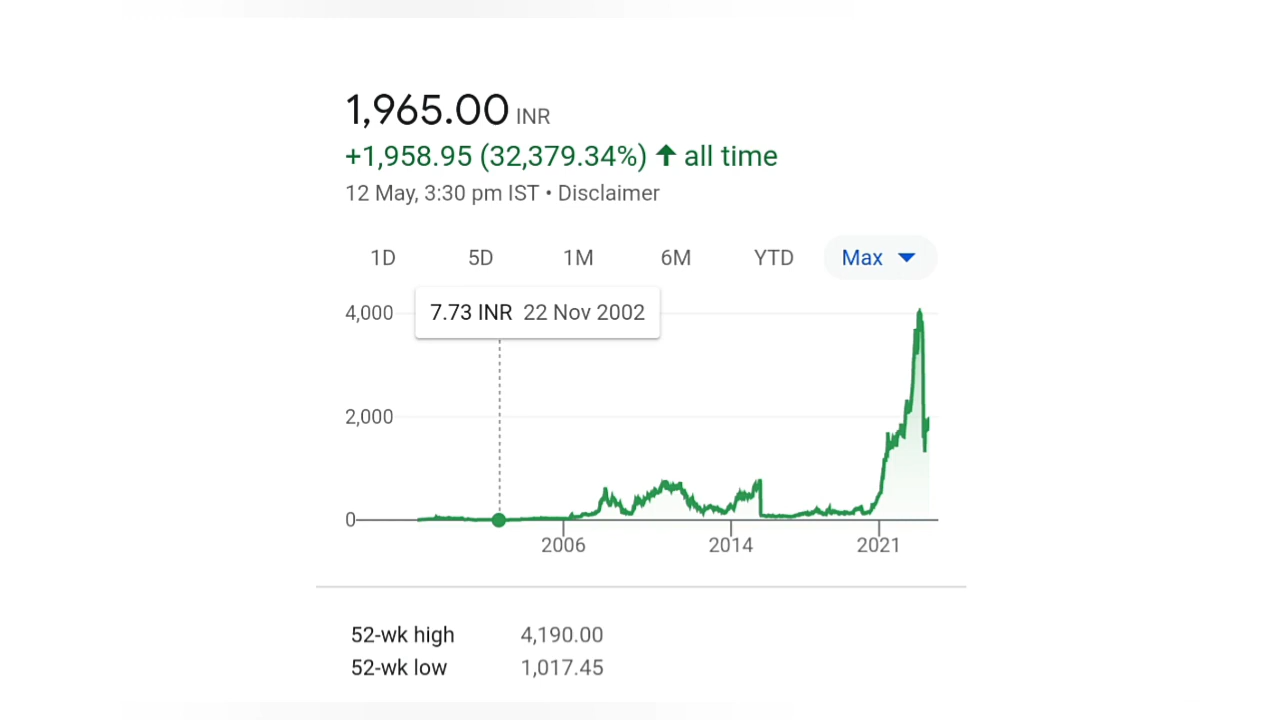 1,965.00 INR
+1,958.95 (32,379.34%) ↑ all time
12 May, 3:30 pm IST • Disclaimer
1D 5D 1M 6M YTD Max
4,000
7.73 INR 22 Nov 2002
2,000
0
2006 2014 2021
52-wk high 4,190.00
52-wk low 1,017.45